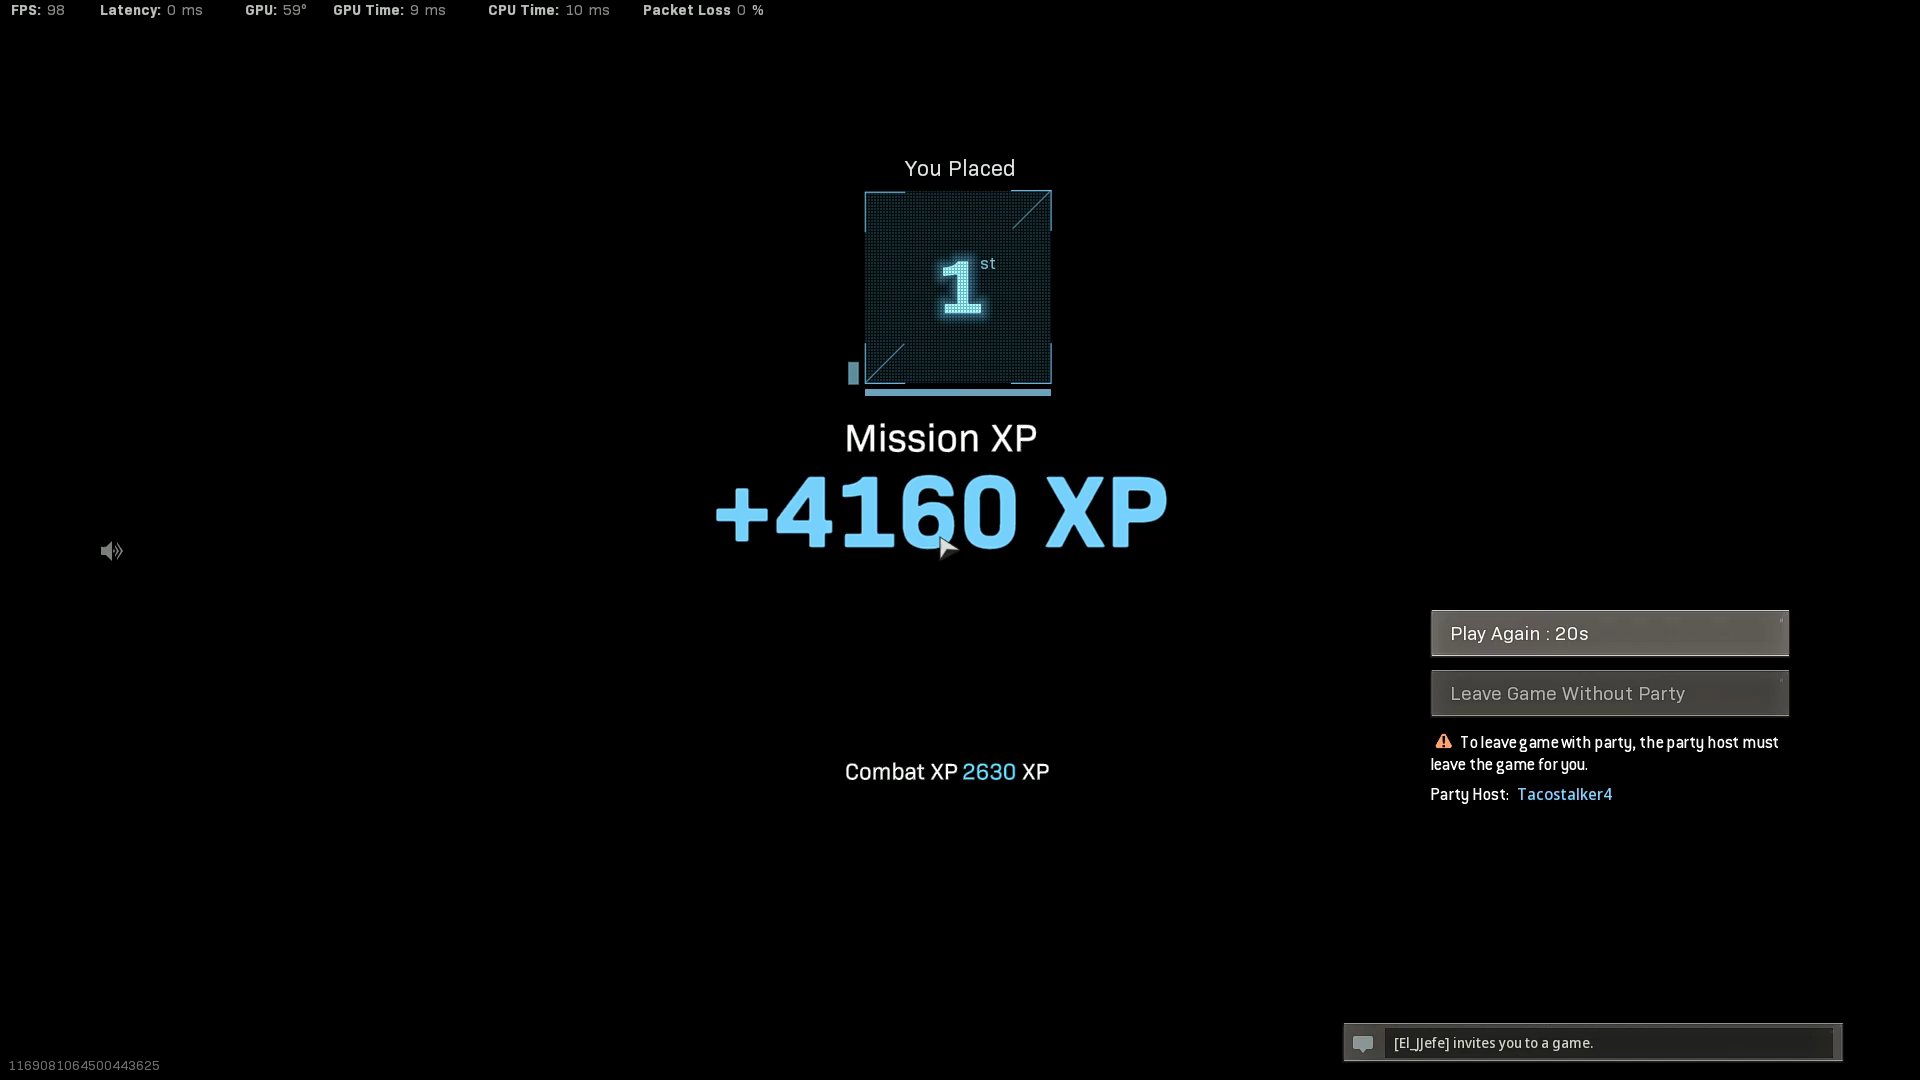 FPS: 98 Latency: 0 ms GPU: 59° GPU Time: 9 ms CPU Time: 10 ms Packet Loss 0 %
You Placed
1st
Mission XP
+4160 XP
Play Again : 20s
Leave Game Without Party
To leave game with party, the party host must
leave the game for you.
Combat XP 2630 XP
Party Host: Tacostalker4
[El_JJefe] invites you to a game.
1169081064500443625